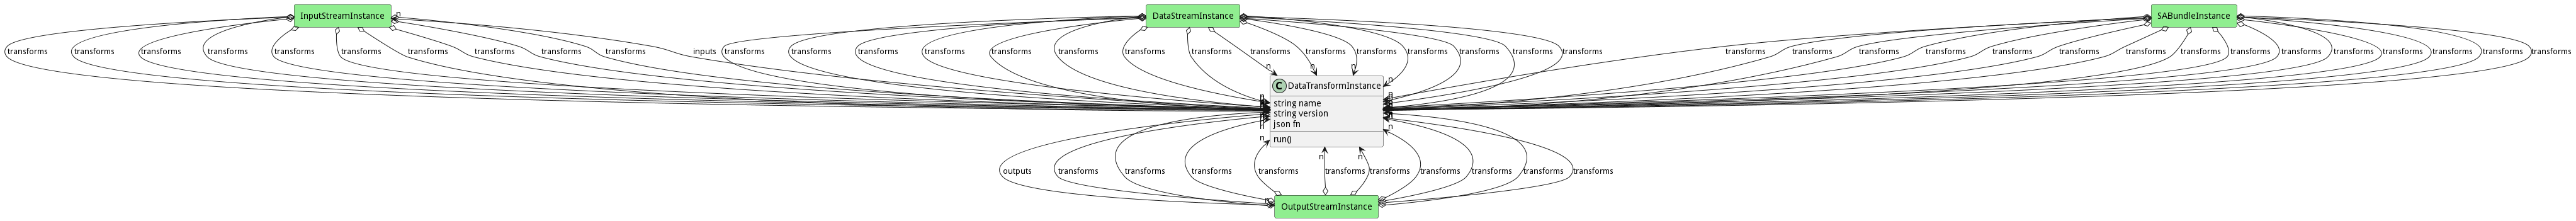 InputStreamInstance n DataStreamInstance SABundleInstance
transforms transforms transforms transforms transforms transforms transforms transforms transforms transforms inputs transforms transforms transforms transforms transforms transforms transforms transforms transforms transforms transforms transforms transforms transforms transforms transforms transforms transforms transforms transforms transforms transforms transforms transforms transforms transforms transforms transforms transforms
n n n
C DataTransformInstance n
string name
string version
json fn
n n
n run()
n n
outputs transforms transforms transforms transforms transforms transforms transforms transforms transforms transforms
OutputStreamInstance